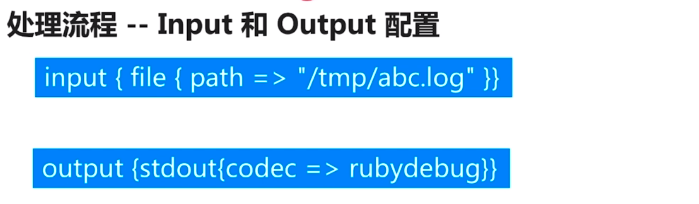 处理流程 -- Input 和 Output 配置
input { file { path => "/tmp/abc.log" }}
output {stdout{codec => rubydebug}}